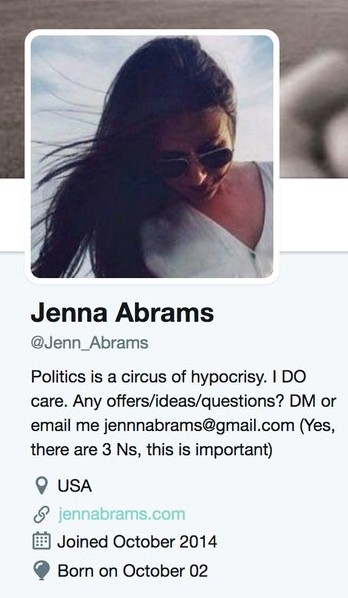 Jenna Abrams
@Jenn_Abrams
Politics is a circus of hypocrisy. I DO
care. Any offers/ideas/questions? DM or
email me jennnabrams@gmail.com (Yes,
there are 3 Ns, this is important)
USA
jennabrams.com
Joined October 2014
Born on October 02